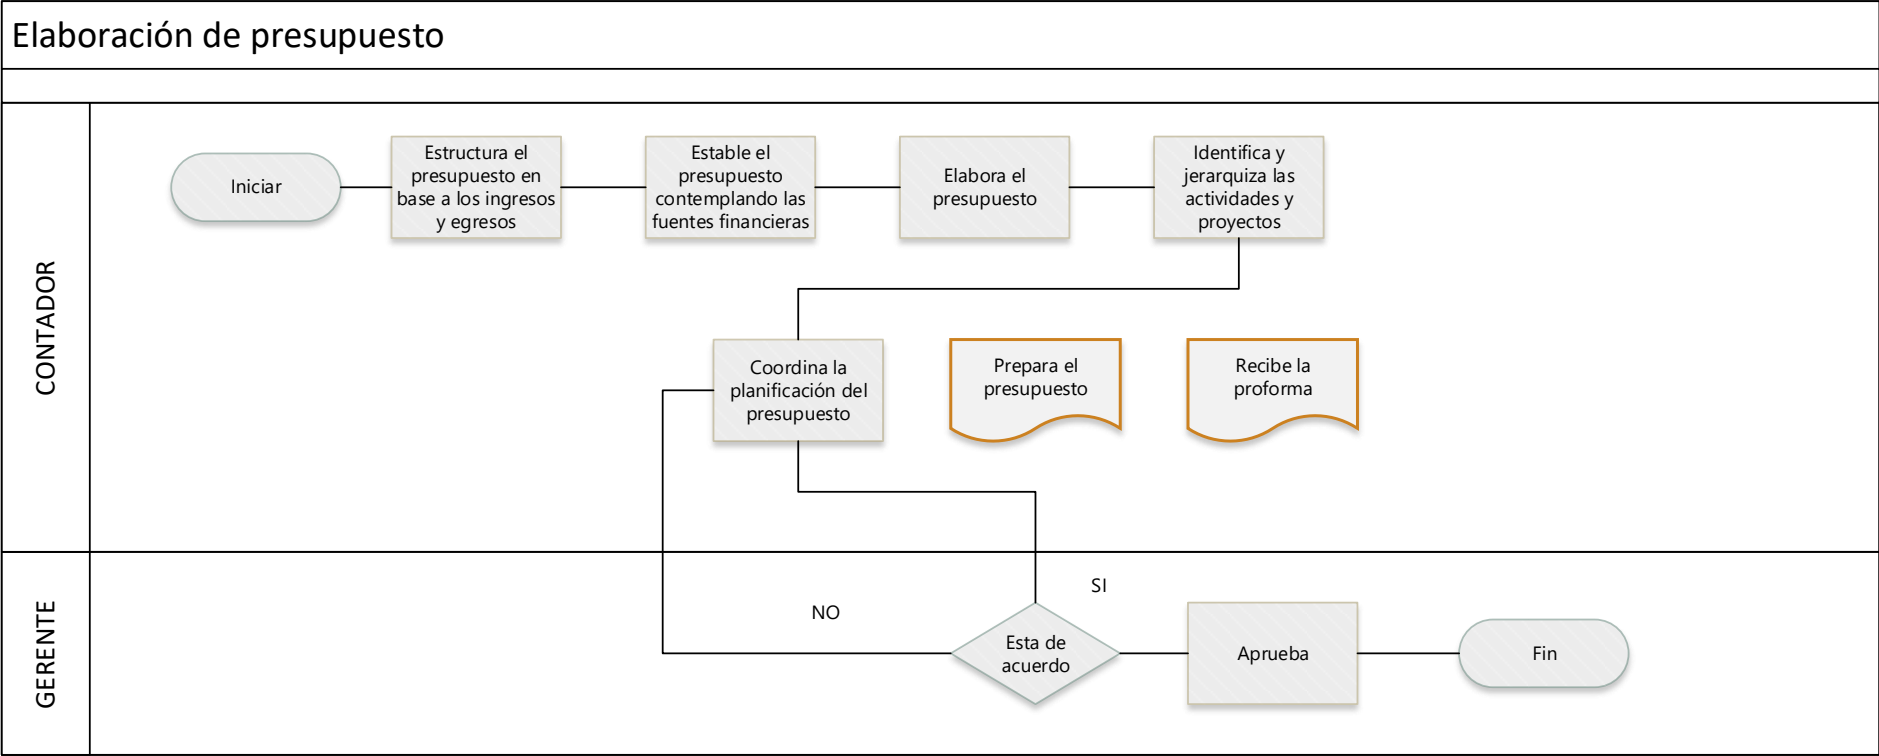 Elaboración de presupuesto
CONTADOR
Iniciar
Estructura el
presupuesto en
base a los ingresos
y egresos
Estable el
presupuesto
contemplando las
fuentes financieras
Elabora el
presupuesto
Identifica y
jerarquiza las
actividades y
proyectos
Coordina la
planificación del
presupuesto
Prepara el
presupuesto
Recibe la
proforma
GERENTE
NO
SI
Esta de
acuerdo
Aprueba
Fin